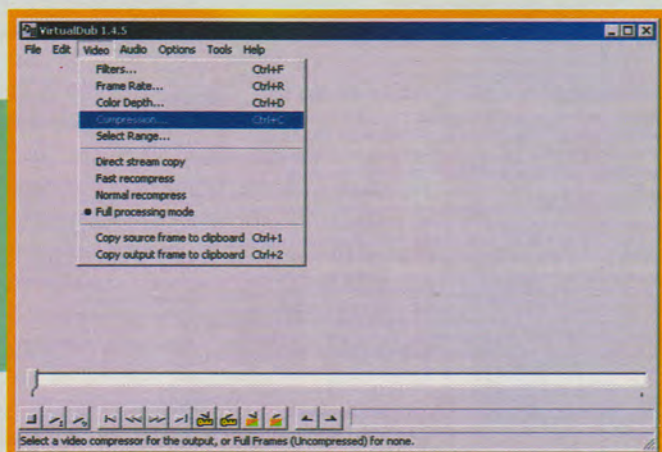 VirtualDub 1.4.5
File Edit Video Audio Options Tools Help
Filters... Ctrl+F
Frame Rate... Ctrl+R
Color Depth... Ctrl+D
Compression... Ctrl+C
Select Range...
Direct stream copy
Fast recompress
Normal recompress
Full processing mode
Copy source frame to clipboard Ctrl+1
Copy output frame to clipboard Ctrl+2
Select a video compressor for the output, or Full Frames (Uncompressed) for none.